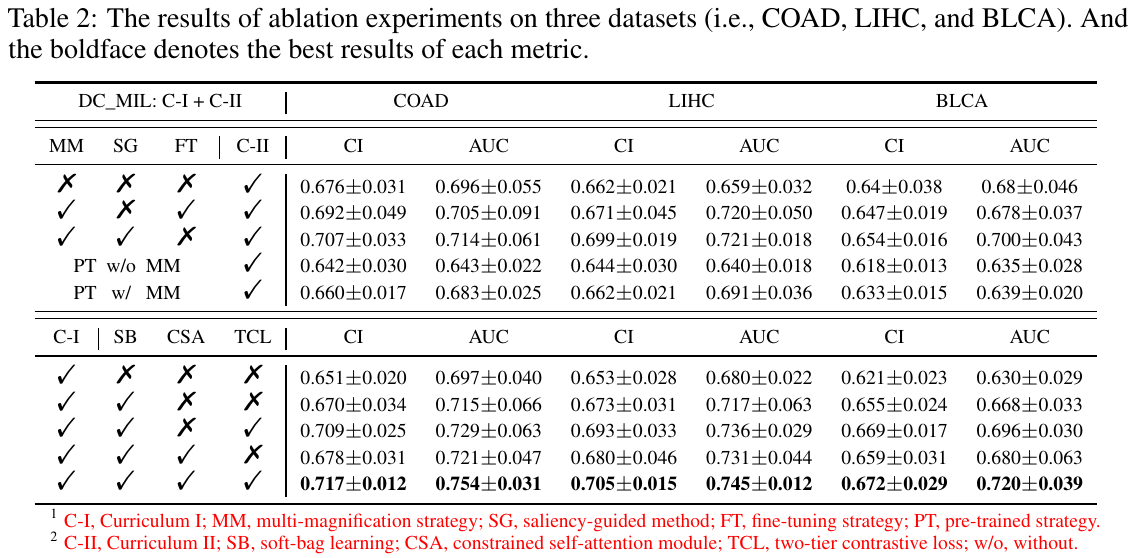 Table 2: The results of ablation experiments on three datasets (i.e., COAD, LIHC, and BLCA). And
the boldface denotes the best results of each metric.
DC_MIL: C-I + C-II COAD LIHC BLCA
MM SG FT C-II CI AUC CI AUC CI AUC
✗ ✗ ✗ ✓ 0.676±0.031 0.696±0.055 0.662±0.021 0.659±0.032 0.64±0.038 0.68±0.046
✓ ✗ ✓ ✓ 0.692±0.049 0.705±0.091 0.671±0.045 0.720±0.050 0.647±0.019 0.678±0.037
✓ ✓ ✗ ✓ 0.707±0.033 0.714±0.061 0.699±0.019 0.721±0.018 0.654±0.016 0.700±0.043
PT w/o MM ✓ 0.642±0.030 0.643±0.022 0.644±0.030 0.640±0.018 0.618±0.013 0.635±0.028
PT w/ MM ✓ 0.660±0.017 0.683±0.025 0.662±0.021 0.691±0.036 0.633±0.015 0.639±0.020
C-I SB CSA TCL CI AUC CI AUC CI AUC
✓ ✗ ✗ ✗ 0.651±0.020 0.697±0.040 0.653±0.028 0.680±0.022 0.621±0.023 0.630±0.029
✓ ✓ ✗ ✗ 0.670±0.034 0.715±0.066 0.673±0.031 0.717±0.063 0.655±0.024 0.668±0.033
✓ ✓ ✗ ✓ 0.709±0.025 0.729±0.063 0.693±0.033 0.736±0.029 0.669±0.017 0.696±0.030
✓ ✓ ✓ ✗ 0.678±0.031 0.721±0.047 0.680±0.046 0.731±0.044 0.659±0.031 0.680±0.063
✓ ✓ ✓ ✓ 0.717±0.012 0.754±0.031 0.705±0.015 0.745±0.012 0.672±0.029 0.720±0.039
1 C-I, Curriculum I; MM, multi-magnification strategy; SG, saliency-guided method; FT, fine-tuning strategy; PT, pre-trained strategy.
2 C-II, Curriculum II; SB, soft-bag learning; CSA, constrained self-attention module; TCL, two-tier contrastive loss; w/o, without.